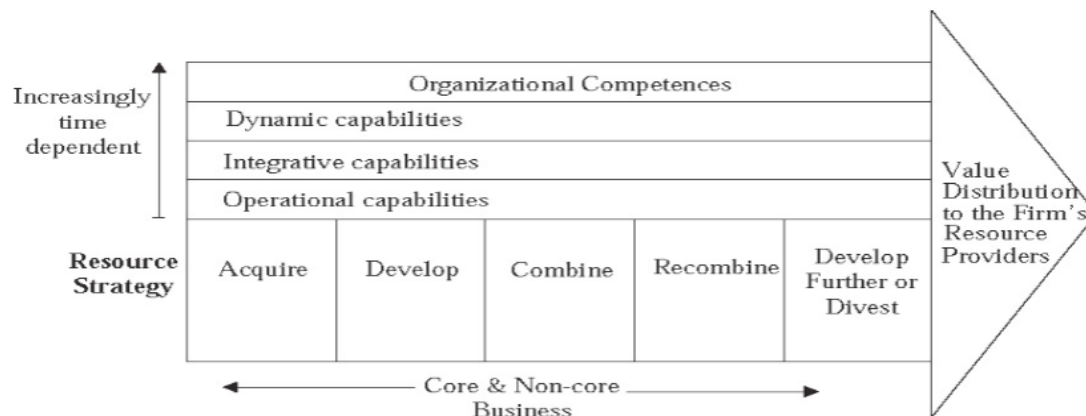 Increasingly
time
dependent
Organizational Competences
Dynamic capabilities
Integrative capabilities
Operational capabilities
Resource
Strategy
Acquire
Develop
Combine
Recombine
Develop
Further or
Divest
Value
Distribution
to the Firm's
Resource
Providers
Core & Non-core
Business